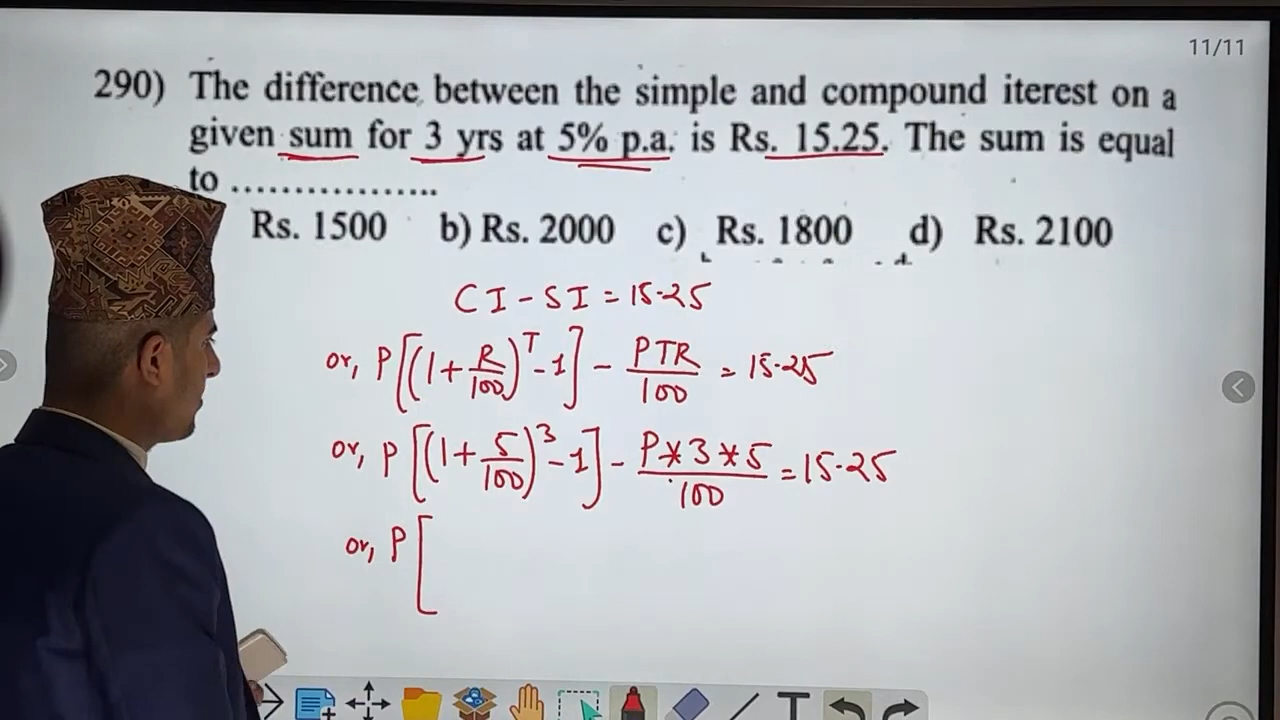 11/11
290) The difference between the simple and compound iterest on a
given sum for 3 yrs at 5% p.a. is Rs. 15.25. The sum is equal
to .................
Rs. 1500 b) Rs. 2000 c) Rs. 1800 d) Rs. 2100
CI - SI = 15.25
or, P[(1+R/100)^T - 1] - PTR/100 = 15.25
or, P[(1+5/100)^3 - 1] - P*3*5/100 = 15.25
or, P[